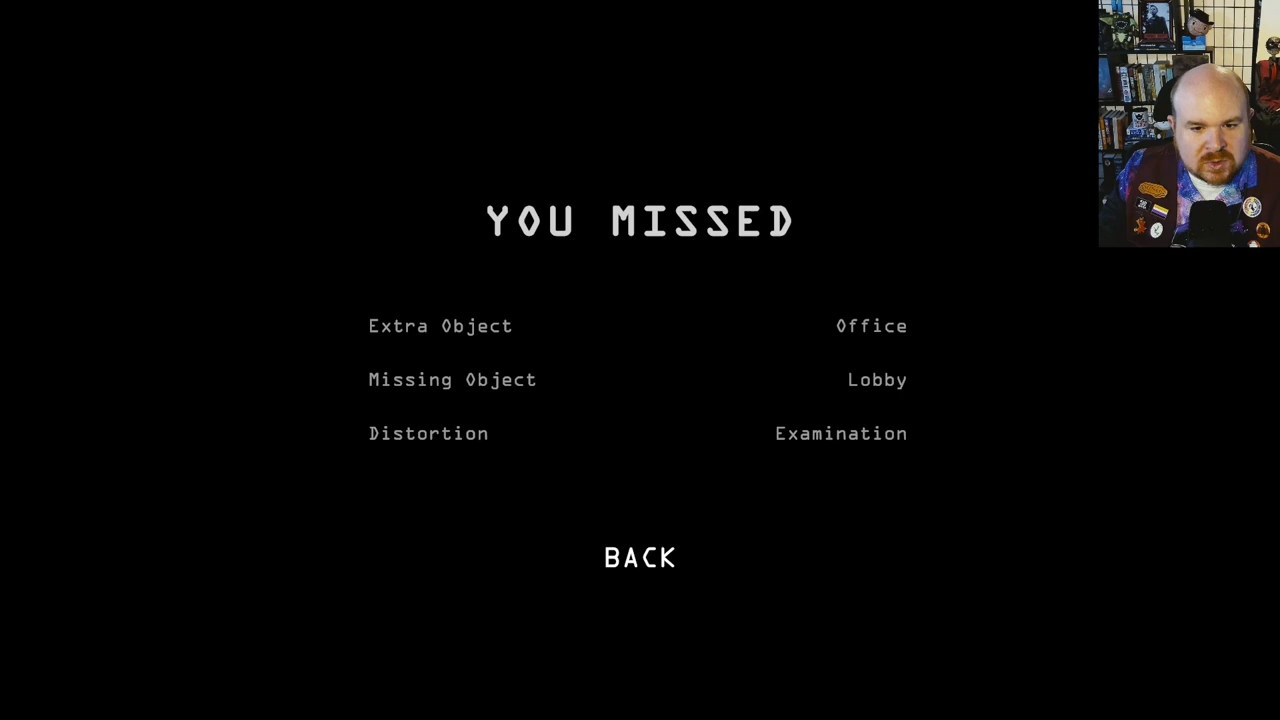 YOU MISSED
Extra Object Office
Missing Object Lobby
Distortion Examination
BACK